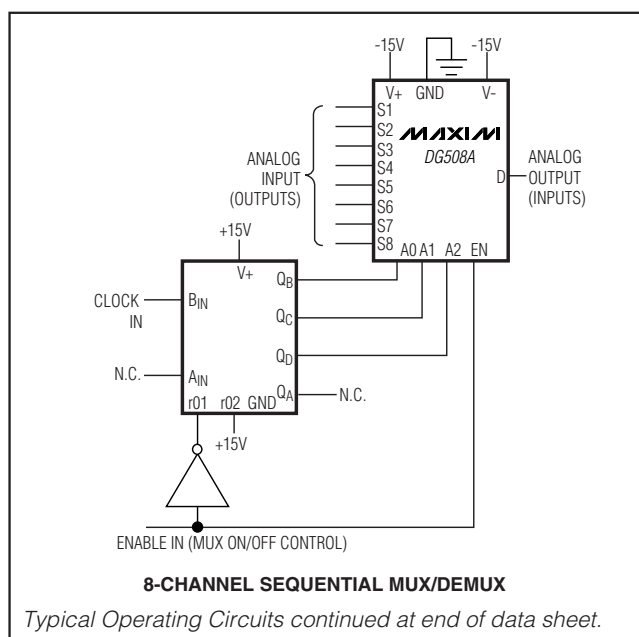 -15V -15V
V+ GND V-
S1
S2
S3
S4
S5
S6
S7
S8
MAXIM
DG508A
ANALOG
INPUT
(OUTPUTS)
D
ANALOG
OUTPUT
(INPUTS)
A0 A1 A2 EN
+15V
V+
CLOCK
IN
BIN
N.C.
AIN
QB
QC
QD
QA
N.C.
r01 r02 GND
+15V
ENABLE IN (MUX ON/OFF CONTROL)
8-CHANNEL SEQUENTIAL MUX/DEMUX
Typical Operating Circuits continued at end of data sheet.